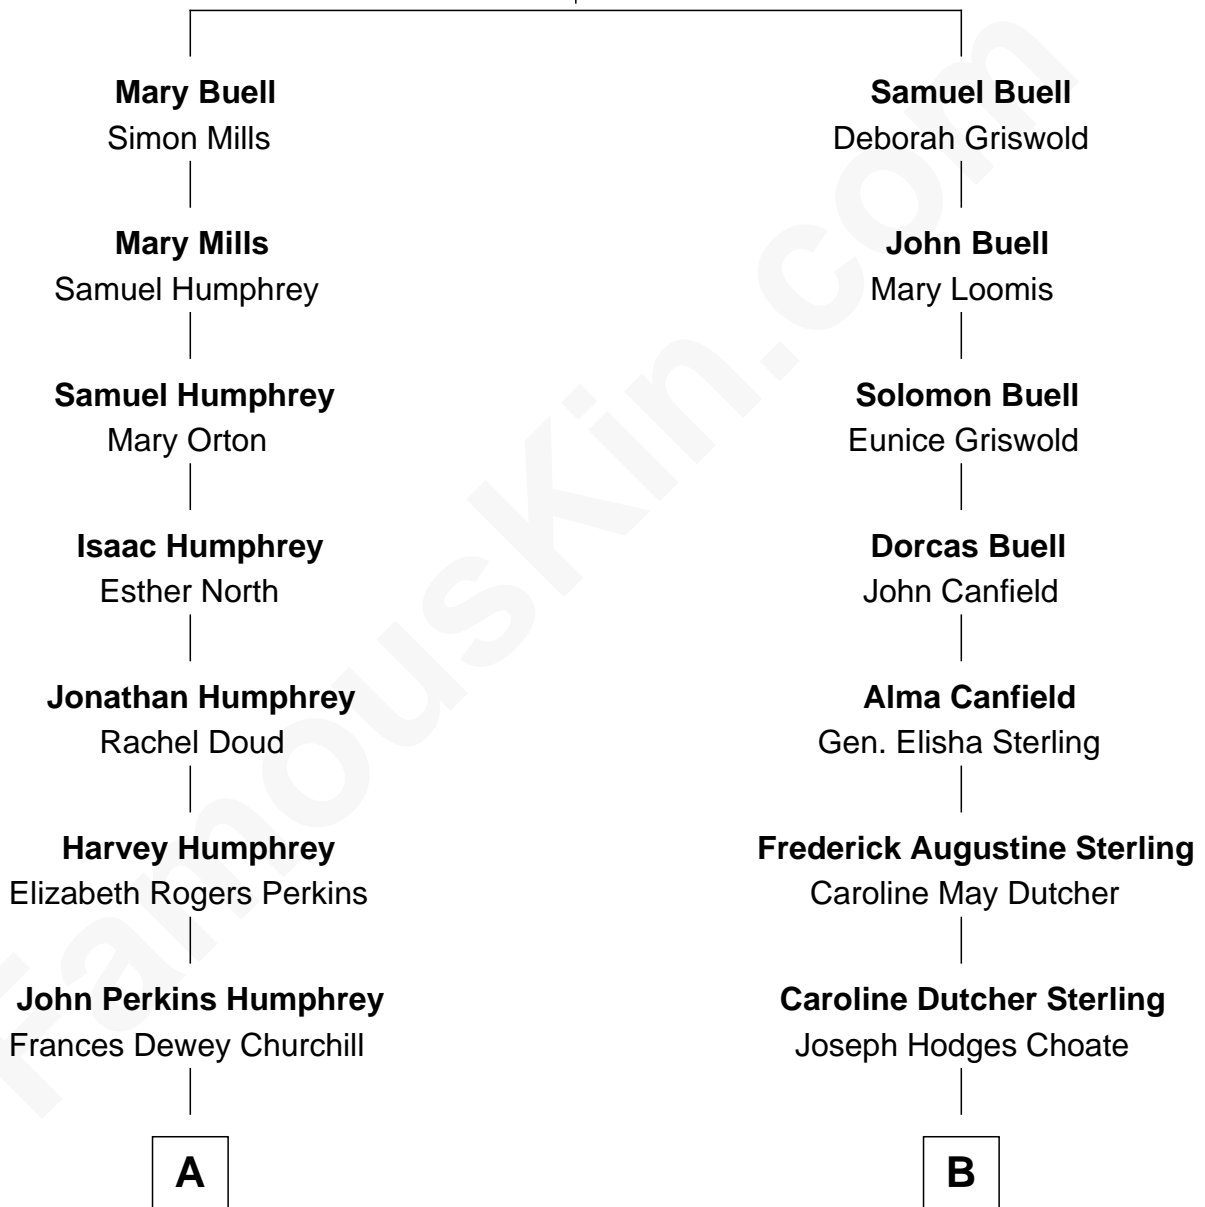 Mary Buell
Simon Mills
Mary Mills
Samuel Humphrey
Samuel Humphrey
Mary Orton
Isaac Humphrey
Esther North
Jonathan Humphrey
Rachel Doud
Harvey Humphrey
Elizabeth Rogers Perkins
John Perkins Humphrey
Frances Dewey Churchill
A
Samuel Buell
Deborah Griswold
John Buell
Mary Loomis
Solomon Buell
Eunice Griswold
Dorcas Buell
John Canfield
Alma Canfield
Gen. Elisha Sterling
Frederick Augustine Sterling
Caroline May Dutcher
Caroline Dutcher Sterling
Joseph Hodges Choate
B
FamousKin.com